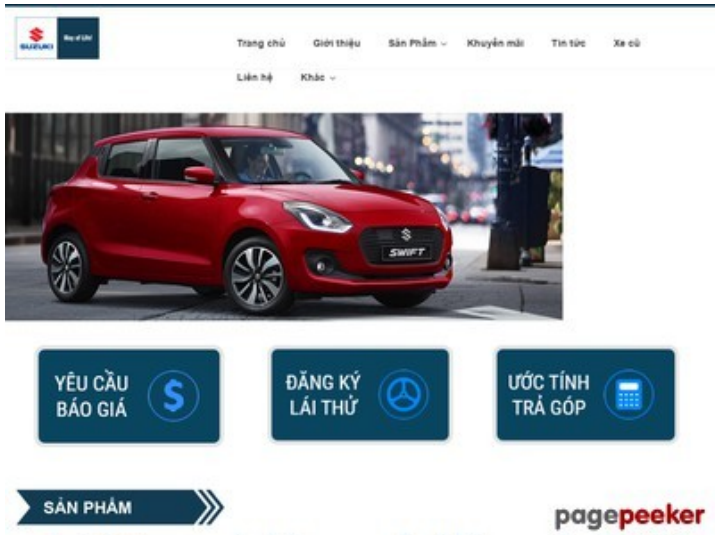 SUZUKI
Way of Life!
Trang chủ Giới thiệu Sản Phẩm Khuyến mãi Tin tức Xe cũ
Liên hệ Khác
SWIFT
YÊU CẦU
BÁO GIÁ
$
ĐĂNG KÝ
LÁI THỬ
ƯỚC TÍNH
TRẢ GÓP
SẢN PHẨM
pagepeeker